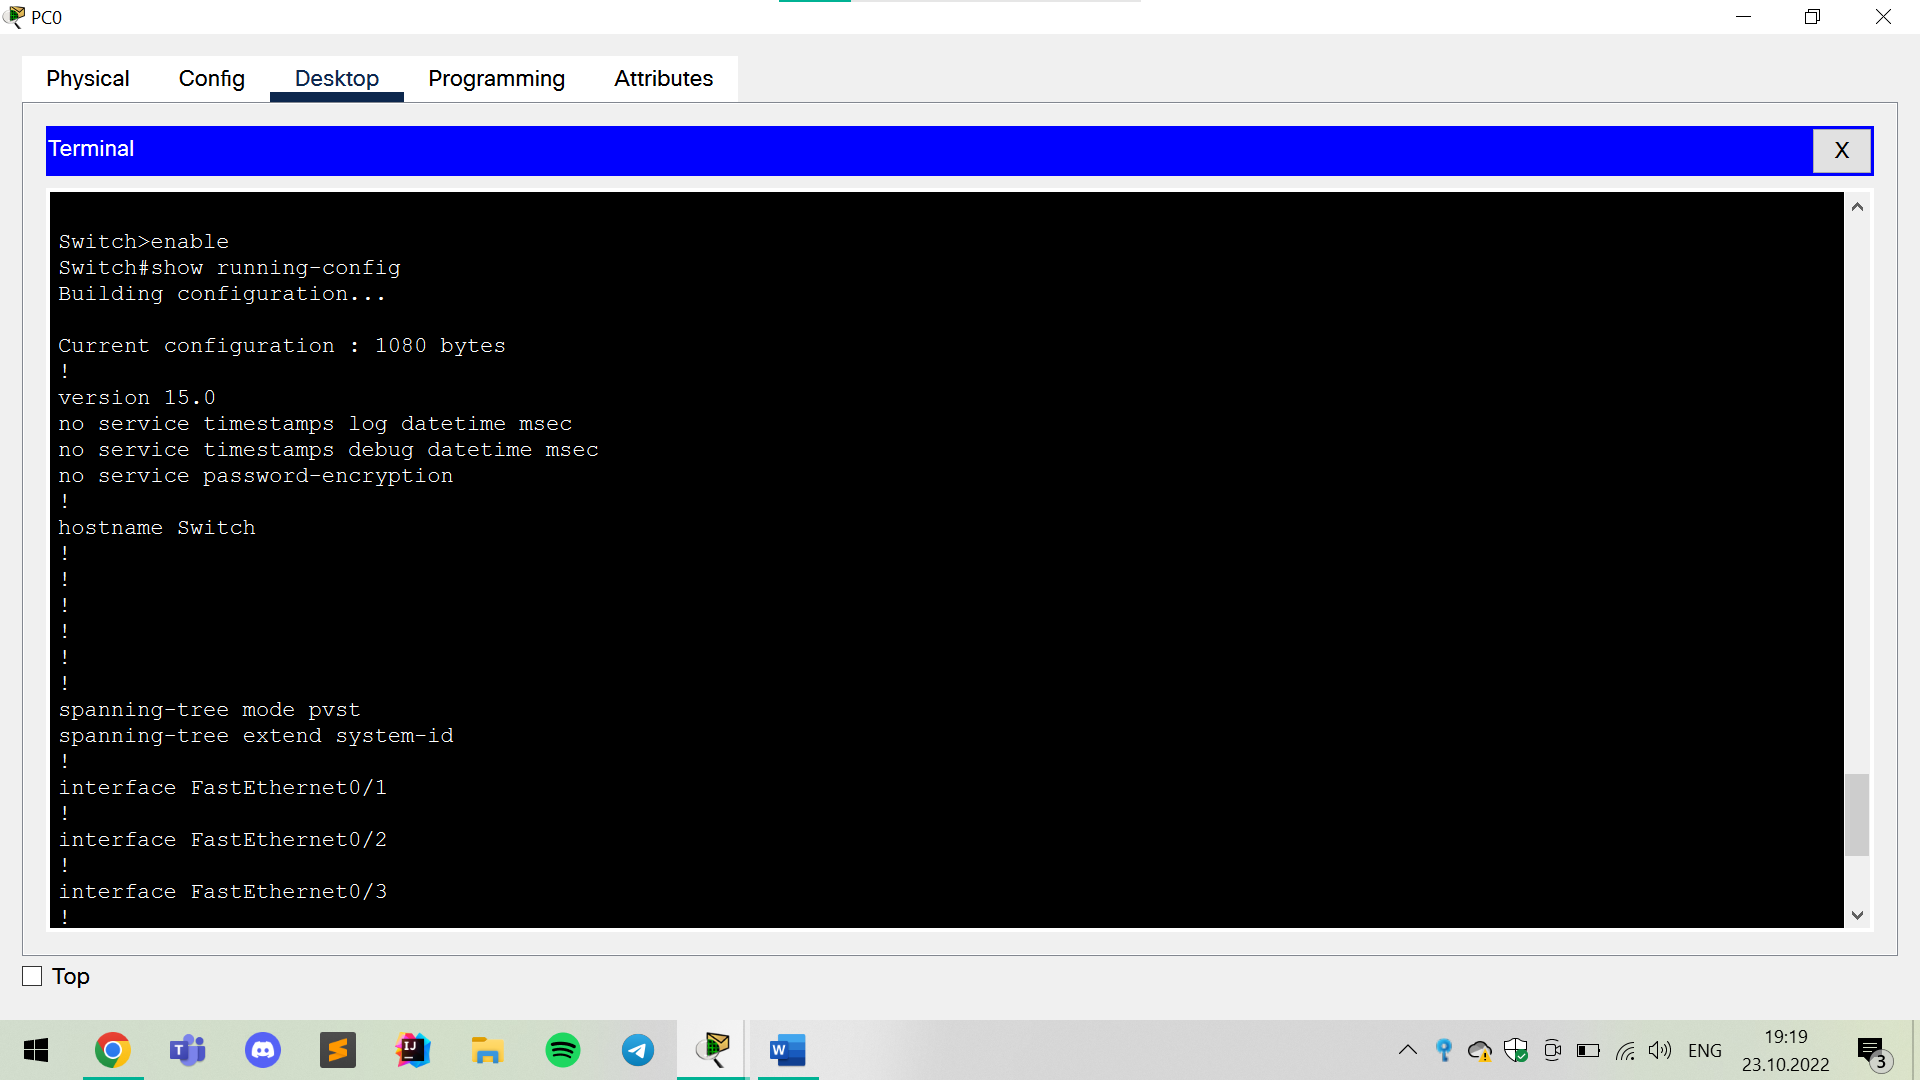 PC0
Physical Config Desktop Programming Attributes
Terminal
X
Switch>enable
Switch#show running-config
Building configuration...
Current configuration : 1080 bytes
!
version 15.0
no service timestamps log datetime msec
no service timestamps debug datetime msec
no service password-encryption
!
hostname Switch
!
!
!
!
!
!
spanning-tree mode pvst
spanning-tree extend system-id
!
interface FastEthernet0/1
!
interface FastEthernet0/2
!
interface FastEthernet0/3
!
Top
ENG
19:19
23.10.2022
3